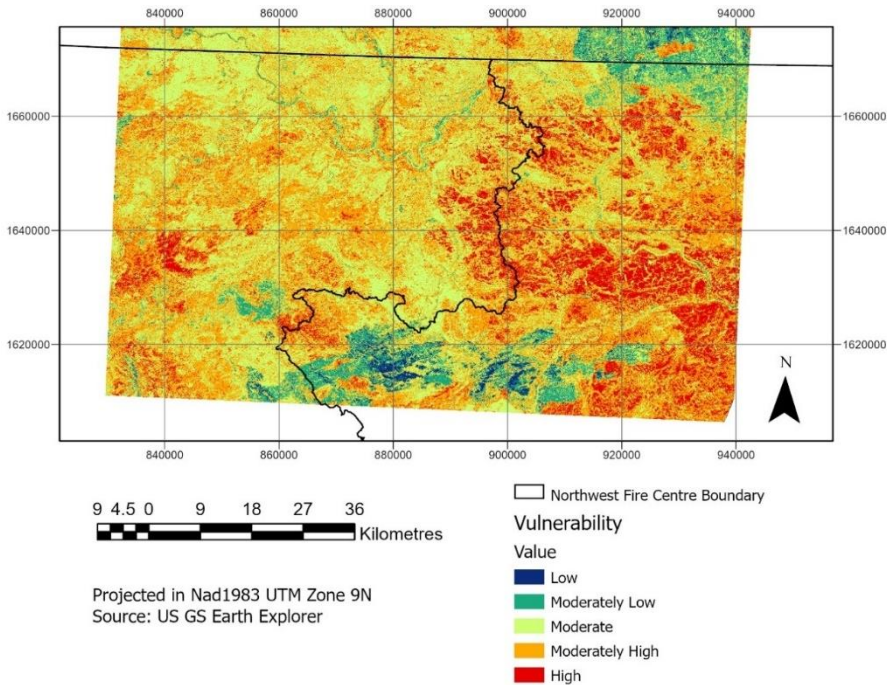 840000 860000 880000 900000 920000 940000
1660000 1660000
1640000 1640000
1620000 1620000
N
840000 860000 880000 900000 920000 940000
9 4.5 0 9 18 27 36
Kilometres
Projected in Nad1983 UTM Zone 9N
Source: US GS Earth Explorer
Northwest Fire Centre Boundary
Vulnerability
Value
Low
Moderately Low
Moderate
Moderately High
High